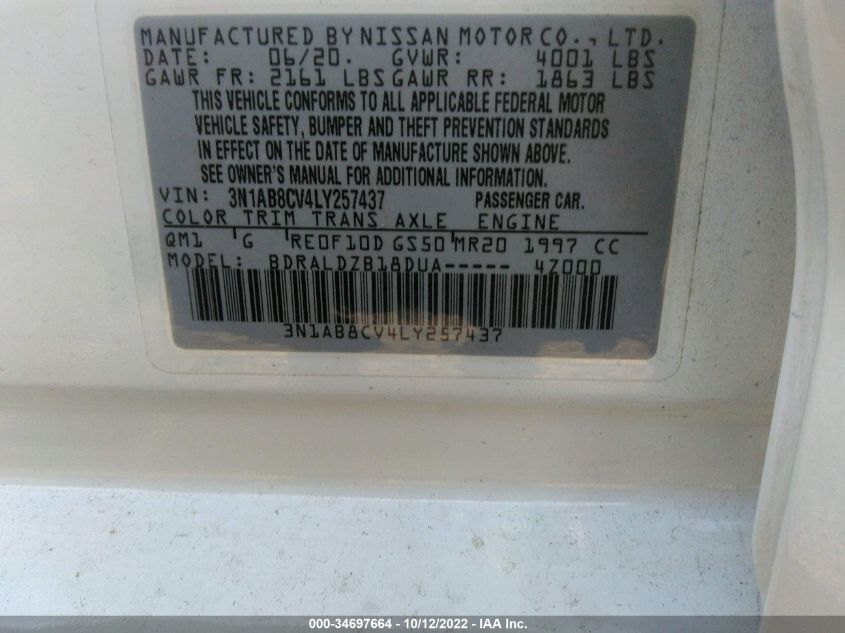 MANUFACTURED BY NISSAN MOTOR CO., LTD.
DATE: 06/20. GVWR: 4001 LBS
GAWR FR: 2161 LBS GAWR RR: 1863 LBS
THIS VEHICLE CONFORMS TO ALL APPLICABLE FEDERAL MOTOR
VEHICLE SAFETY, BUMPER AND THEFT PREVENTION STANDARDS
IN EFFECT ON THE DATE OF MANUFACTURE SHOWN ABOVE.
SEE OWNER'S MANUAL FOR ADDITIONAL INFORMATION.
VIN: 3N1AB8CV4LY257437 PASSENGER CAR.
COLOR TRIM TRANS. AXLE ENGINE
QM1 G RE0F10D GS50 MR20 1997 CC
MODEL: BDRALDZB18DUA----- 4Z000
3N1AB8CV4LY257437
000-34697664 - 10/12/2022 - IAA Inc.